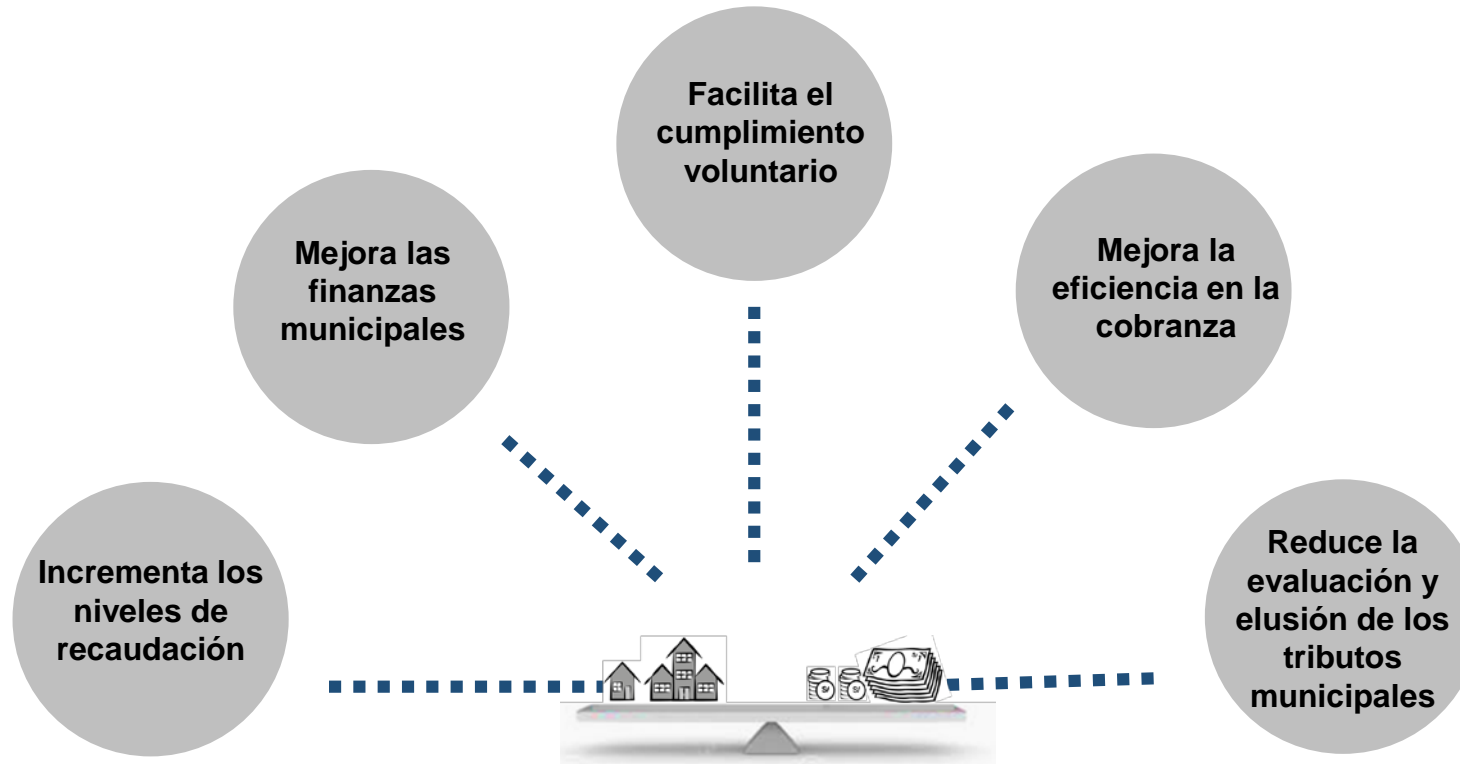 Facilita el
cumplimiento
voluntario
Mejora las
finanzas
municipales
Mejora la
eficiencia en la
cobranza
Incrementa los
niveles de
recaudación
Reduce la
evaluación y
elusión de los
tributos
municipales
S/
S/